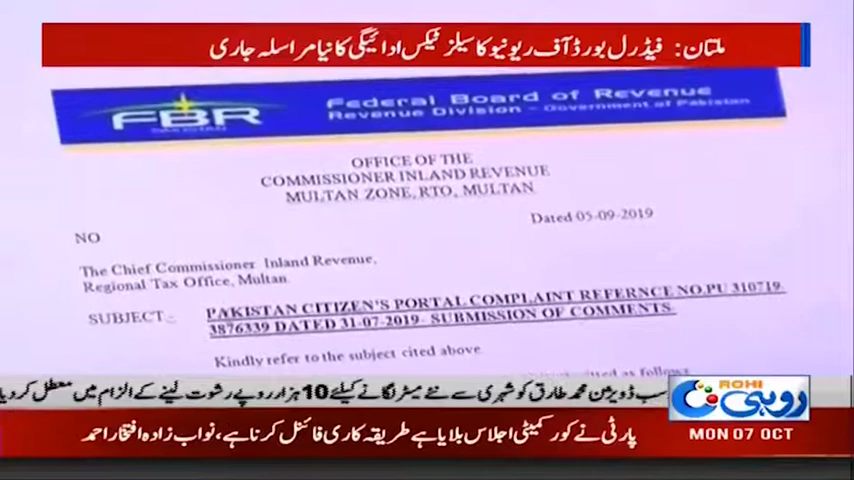 ملتان: فیڈرل بورڈ آف ریونیو کا سیلز ٹیکس ادائیگی کا نیا مراسلہ جاری
FBR
PAKISTAN
Federal Board of Revenue
Revenue Division - Government of Pakistan
OFFICE OF THE
COMMISSIONER INLAND REVENUE
MULTAN ZONE, RTO, MULTAN
Dated 05-09-2019
NO
The Chief Commissioner Inland Revenue,
Regional Tax Office, Multan.
SUBJECT:- PAKISTAN CITIZEN'S PORTAL COMPLAINT REFERNCE NO.PU 310719-
3876339 DATED 31-07-2019- SUBMISSION OF COMMENTS.
Kindly refer to the subject cited above
as follows
سب ڈویژن محمد طارق کو شہری سے نئے میٹر لگانے کیلئے 10 ہزار روپے رشوت لینے کے الزام میں معطل کر دیا
ROHI
روہی
پارٹی نے کور کمیٹی اجلاس بلایا ہے طریقہ کاری فائنل کرنا ہے، نواب زادہ افتخار احمد
MON 07 OCT